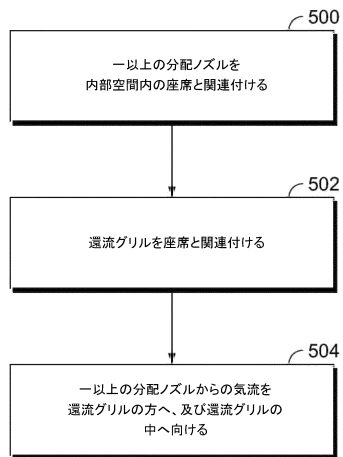 500
一以上の分配ノズルを
内部空間内の座席と関連付ける
502
還流グリルを座席と関連付ける
504
一以上の分配ノズルからの気流を
還流グリルの方へ、及び還流グリルの
中へ向ける